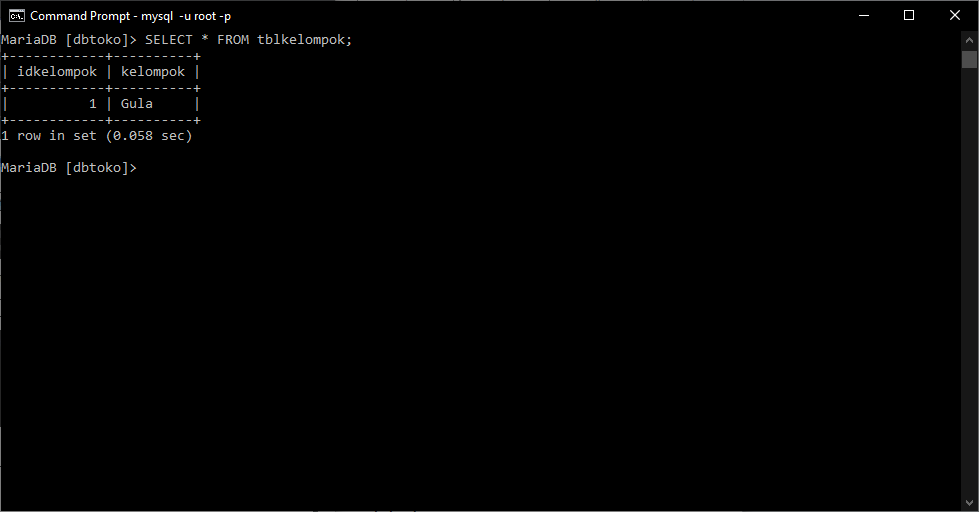 Command Prompt - mysql  -u root -p
MariaDB [dbtoko]> SELECT * FROM tblkelompok;
+------------+----------+
| idkelompok | kelompok |
+------------+----------+
|          1 | Gula     |
+------------+----------+
1 row in set (0.058 sec)
MariaDB [dbtoko]>